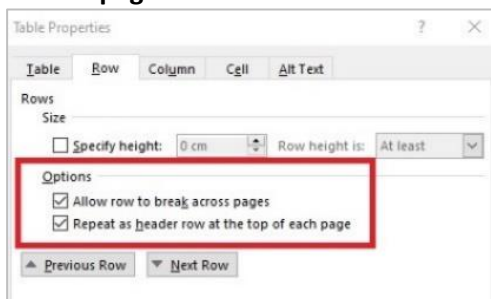 Table Properties ? ×
Table Row Column Cell Alt Text
Rows
Size
Specify height: 0 cm Row height is: At least
Options
Allow row to break across pages
Repeat as header row at the top of each page
Previous Row Next Row